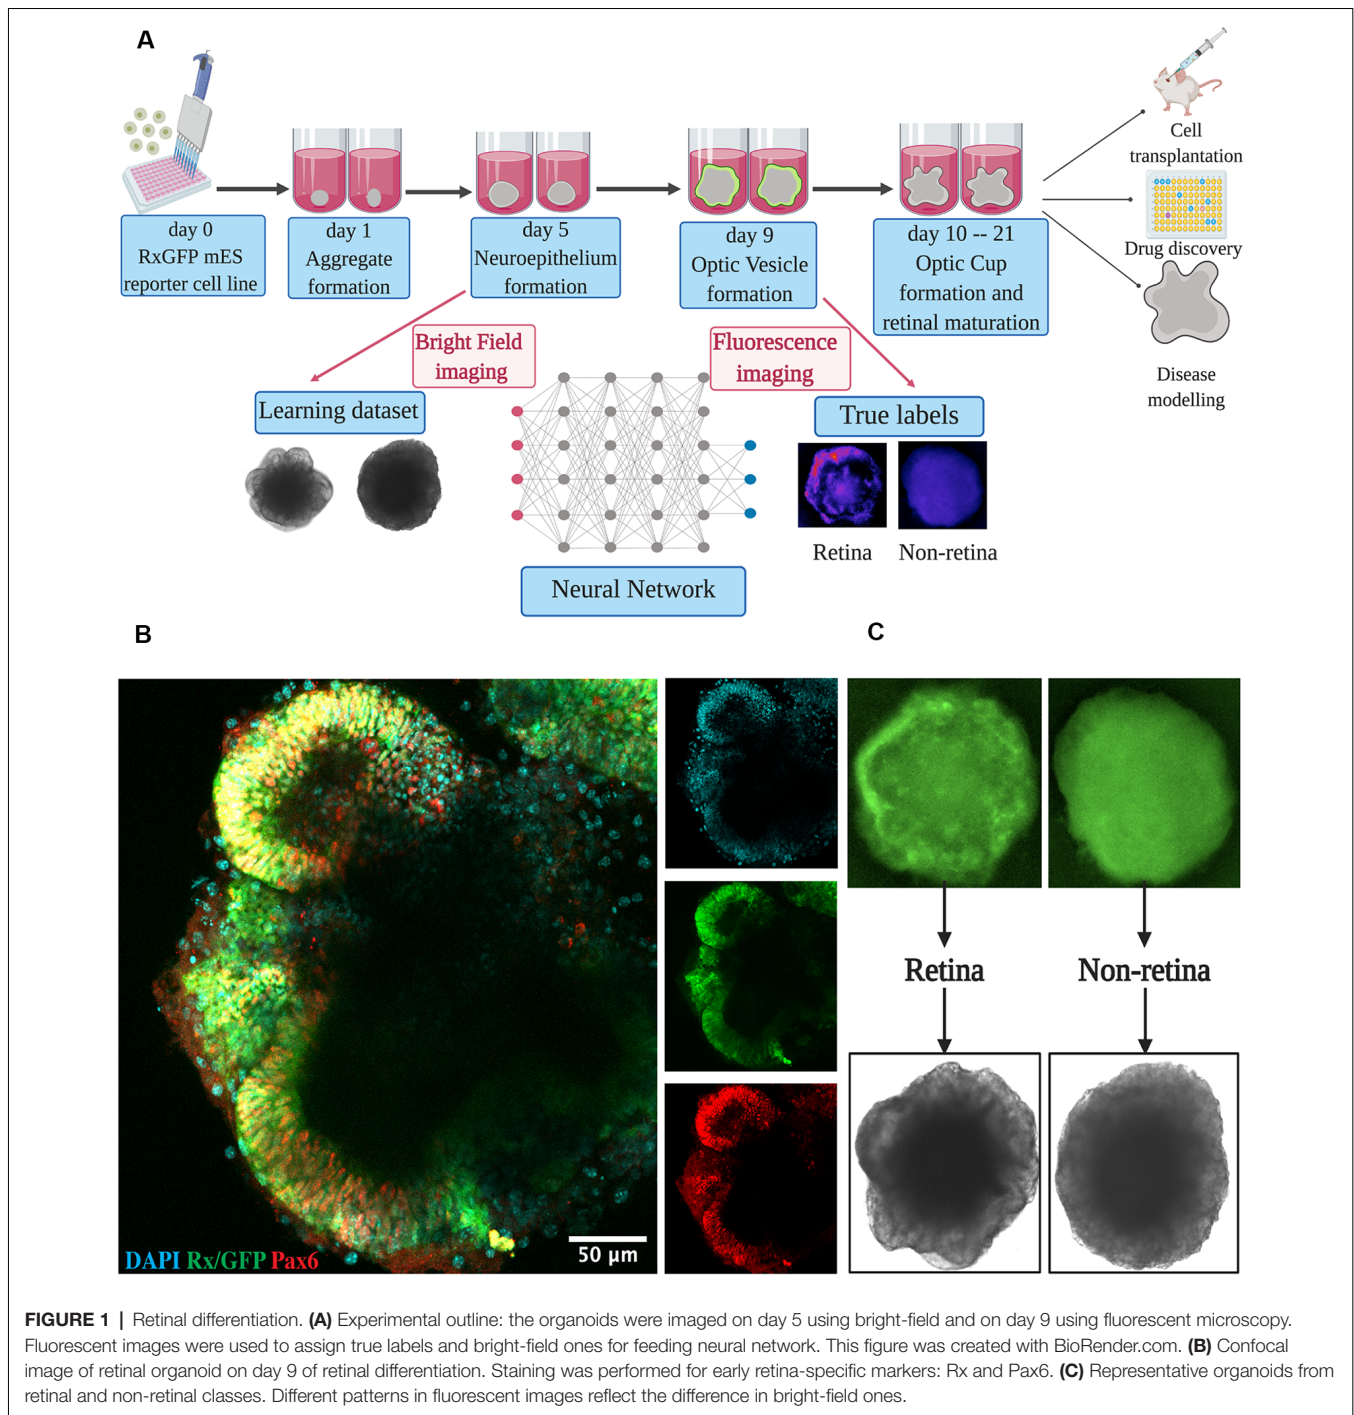 A
day 0
RxGFP mES
reporter cell line
day 1
Aggregate
formation
day 5
Neuroepithelium
formation
day 9
Optic Vesicle
formation
day 10 -- 21
Optic Cup
formation and
retinal maturation
Cell
transplantation
Drug discovery
Disease
modelling
Bright Field
imaging
Fluorescence
imaging
Learning dataset
True labels
Retina
Non-retina
Neural Network
B
DAPI Rx/GFP Pax6
50 µm
C
Retina
Non-retina
FIGURE 1 | Retinal differentiation. (A) Experimental outline: the organoids were imaged on day 5 using bright-field and on day 9 using fluorescent microscopy.
Fluorescent images were used to assign true labels and bright-field ones for feeding neural network. This figure was created with BioRender.com. (B) Confocal
image of retinal organoid on day 9 of retinal differentiation. Staining was performed for early retina-specific markers: Rx and Pax6. (C) Representative organoids from
retinal and non-retinal classes. Different patterns in fluorescent images reflect the difference in bright-field ones.